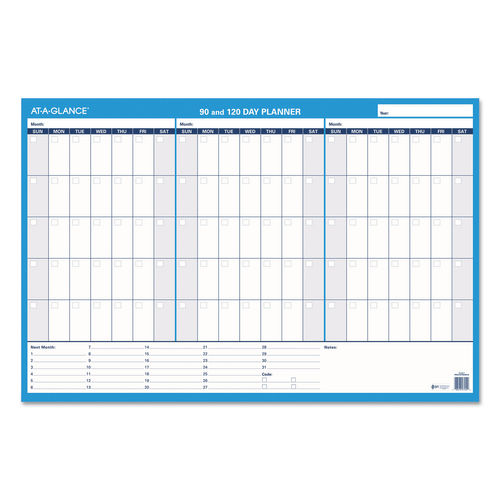 AT-A-GLANCE®
90 and 120 DAY PLANNER
Year:
Month: Month: Month:
SUN MON TUE WED THU FRI SAT SUN MON TUE WED THU FRI SAT SUN MON TUE WED THU FRI SAT
Next Month: 7 14 21 28 Notes:
1 8 15 22 29
2 9 16 23 30
3 10 17 24 31
4 11 18 25 Code:
5 12 19 26
6 13 20 27